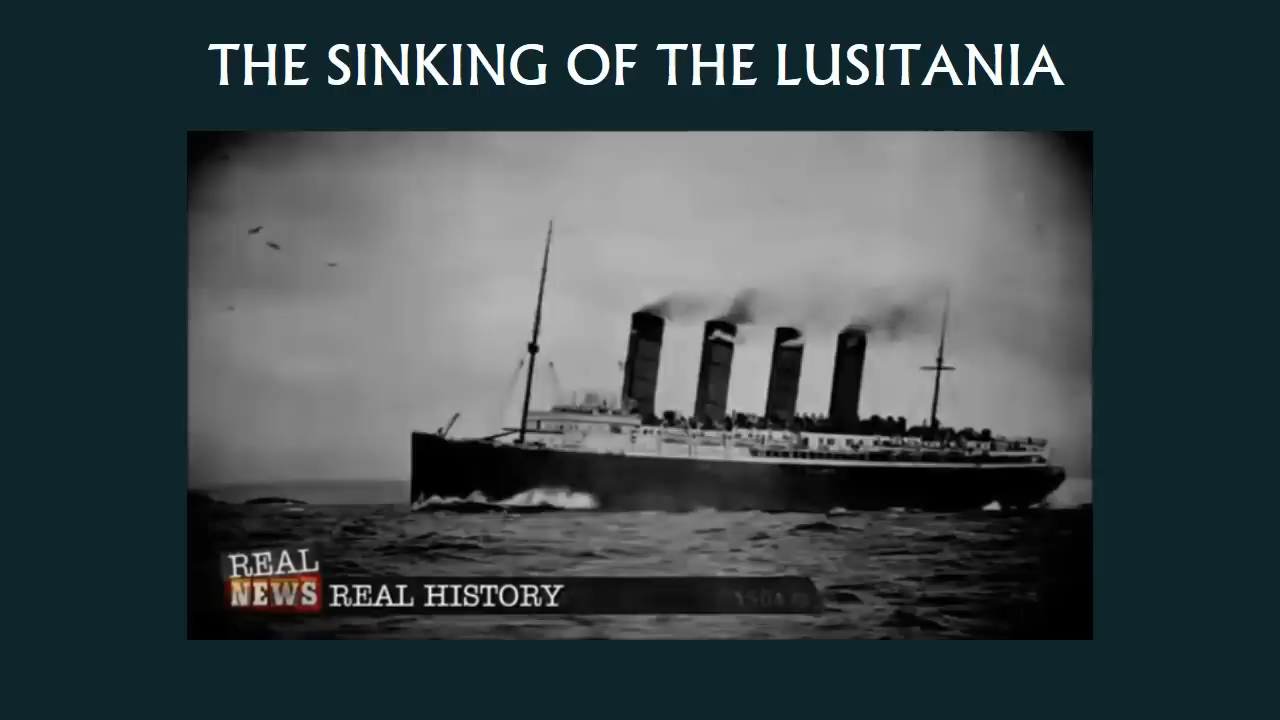 THE SINKING OF THE LUSITANIA
REAL
NEWS REAL HISTORY